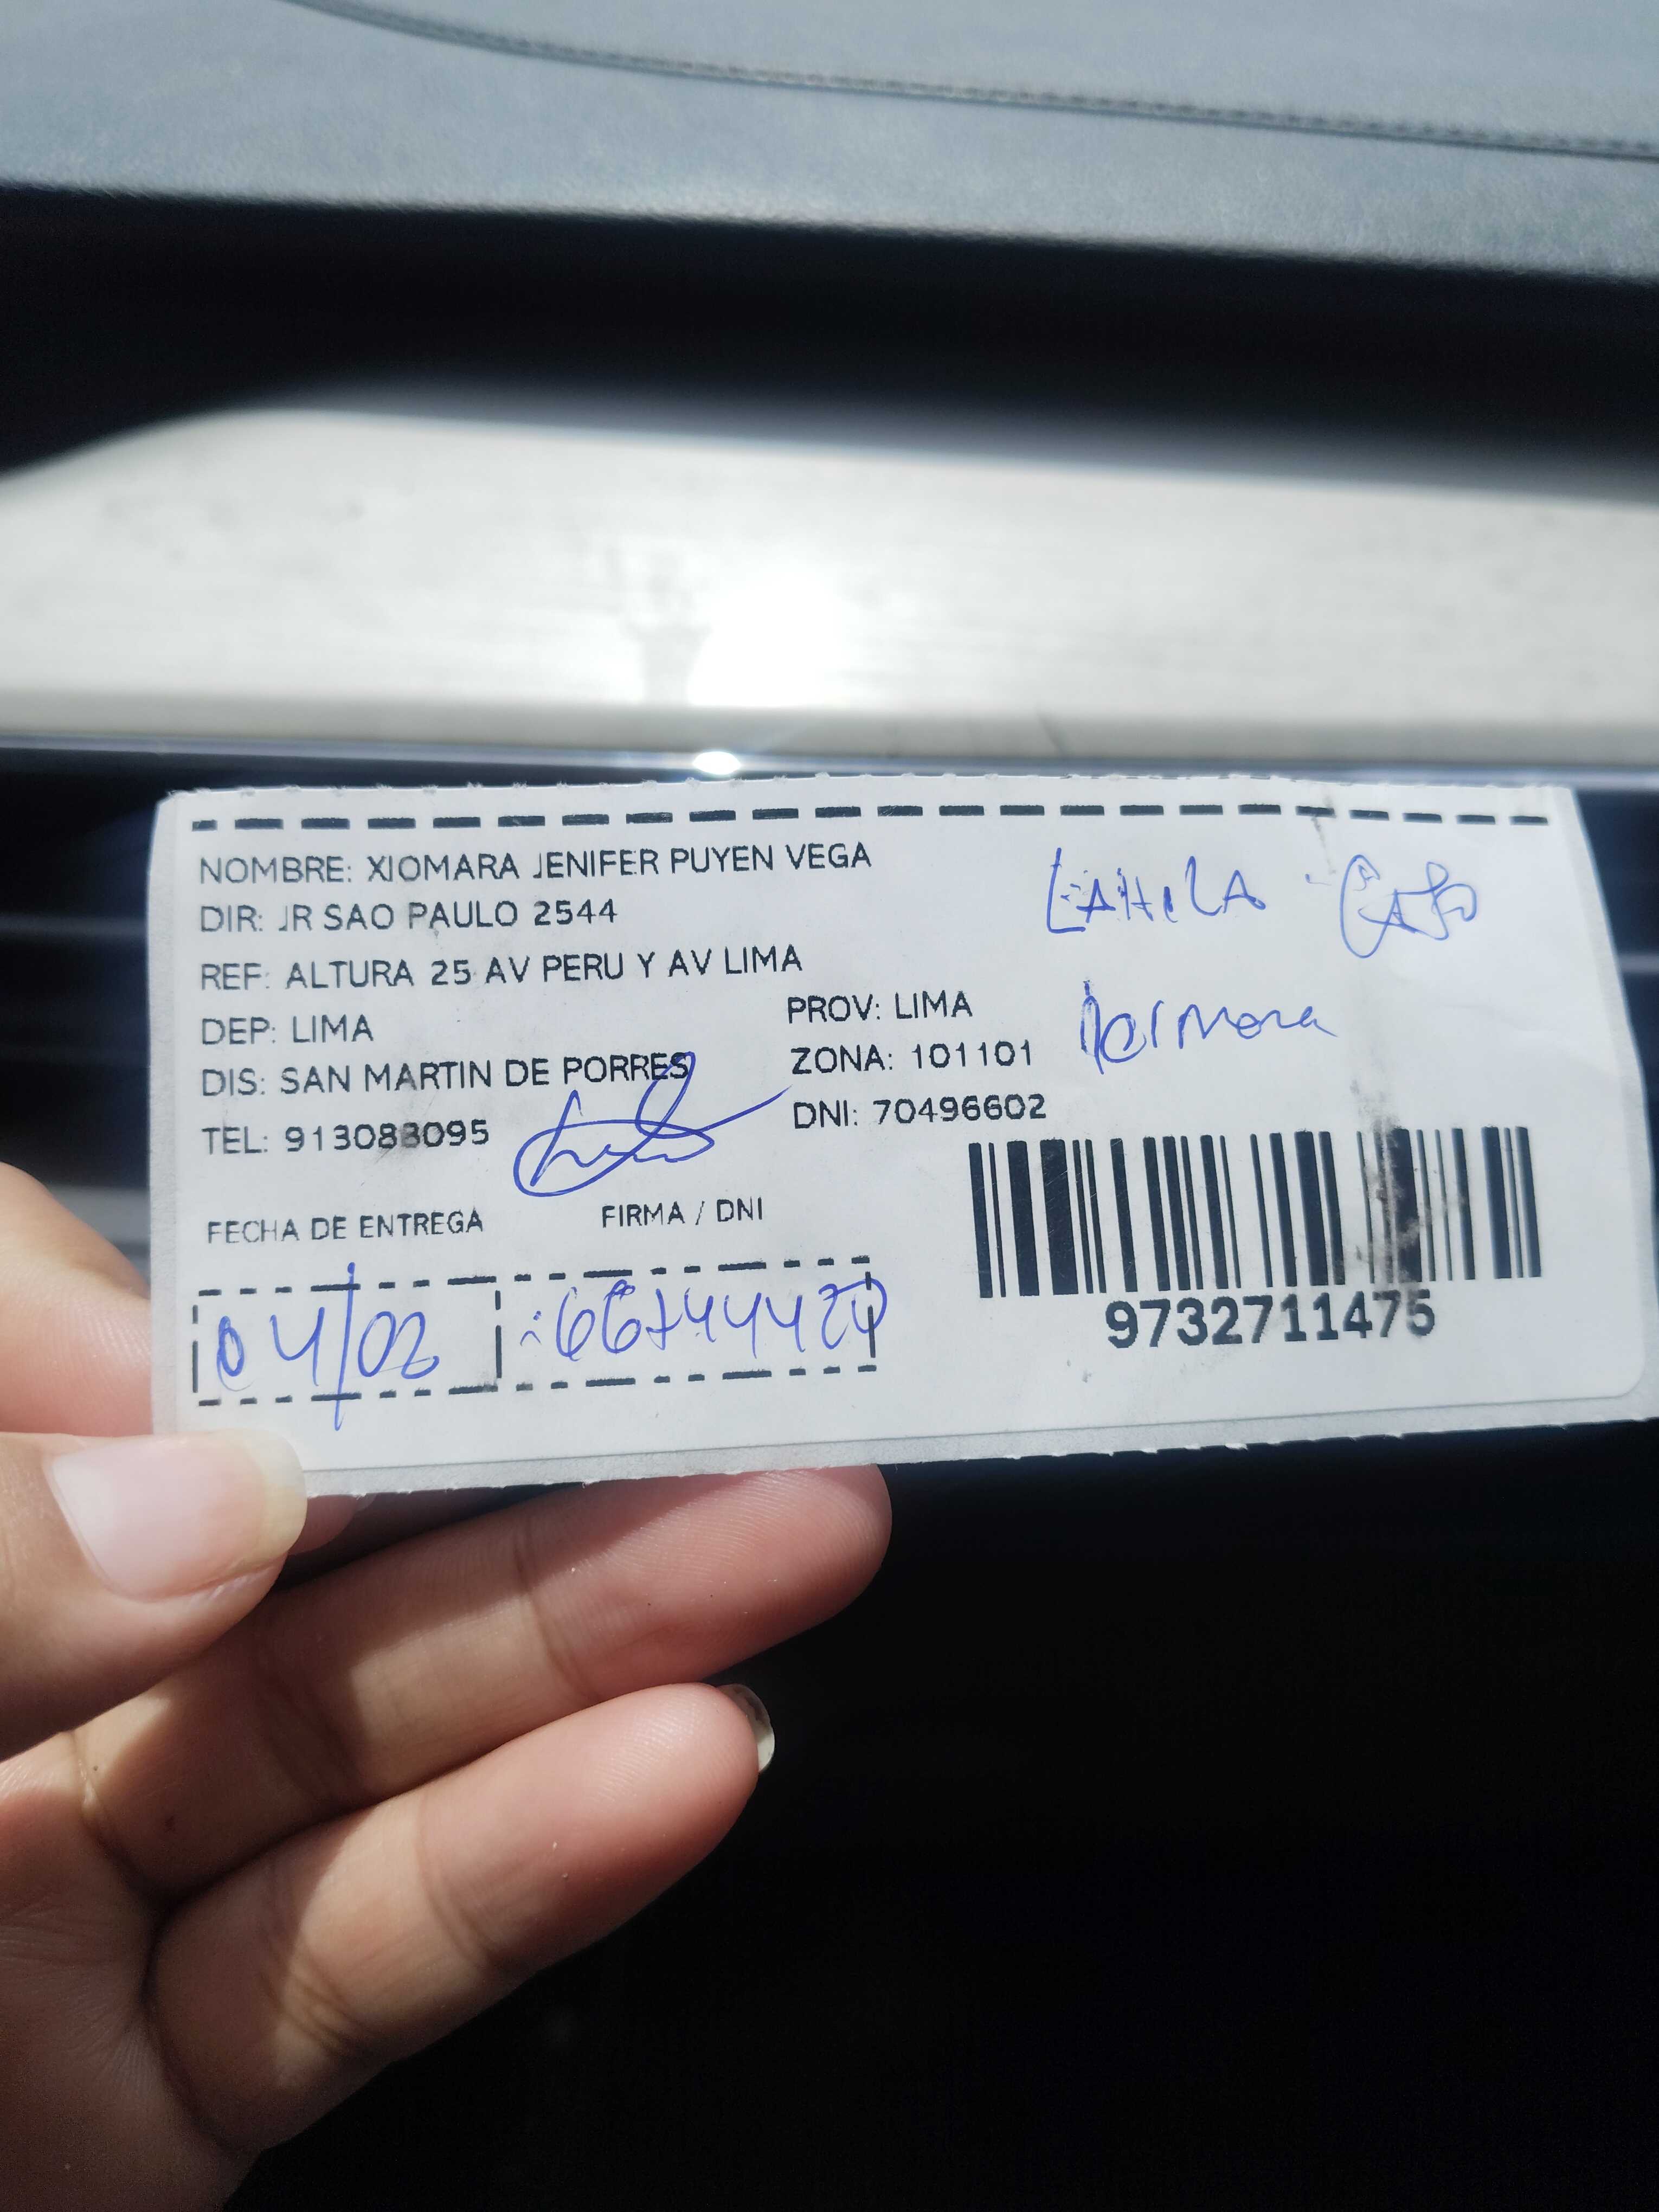 NOMBRE: XIOMARA JENIFER PUYEN VEGA
DIR: JR SAO PAULO 2544
REF: ALTURA 25 AV PERU Y AV LIMA
DEP: LIMA
PROV: LIMA
DIS: SAN MARTIN DE PORRES
ZONA: 101101
TEL: 913083095
DNI: 70496602
FECHA DE ENTREGA
FIRMA / DNI
04/02
9732711475